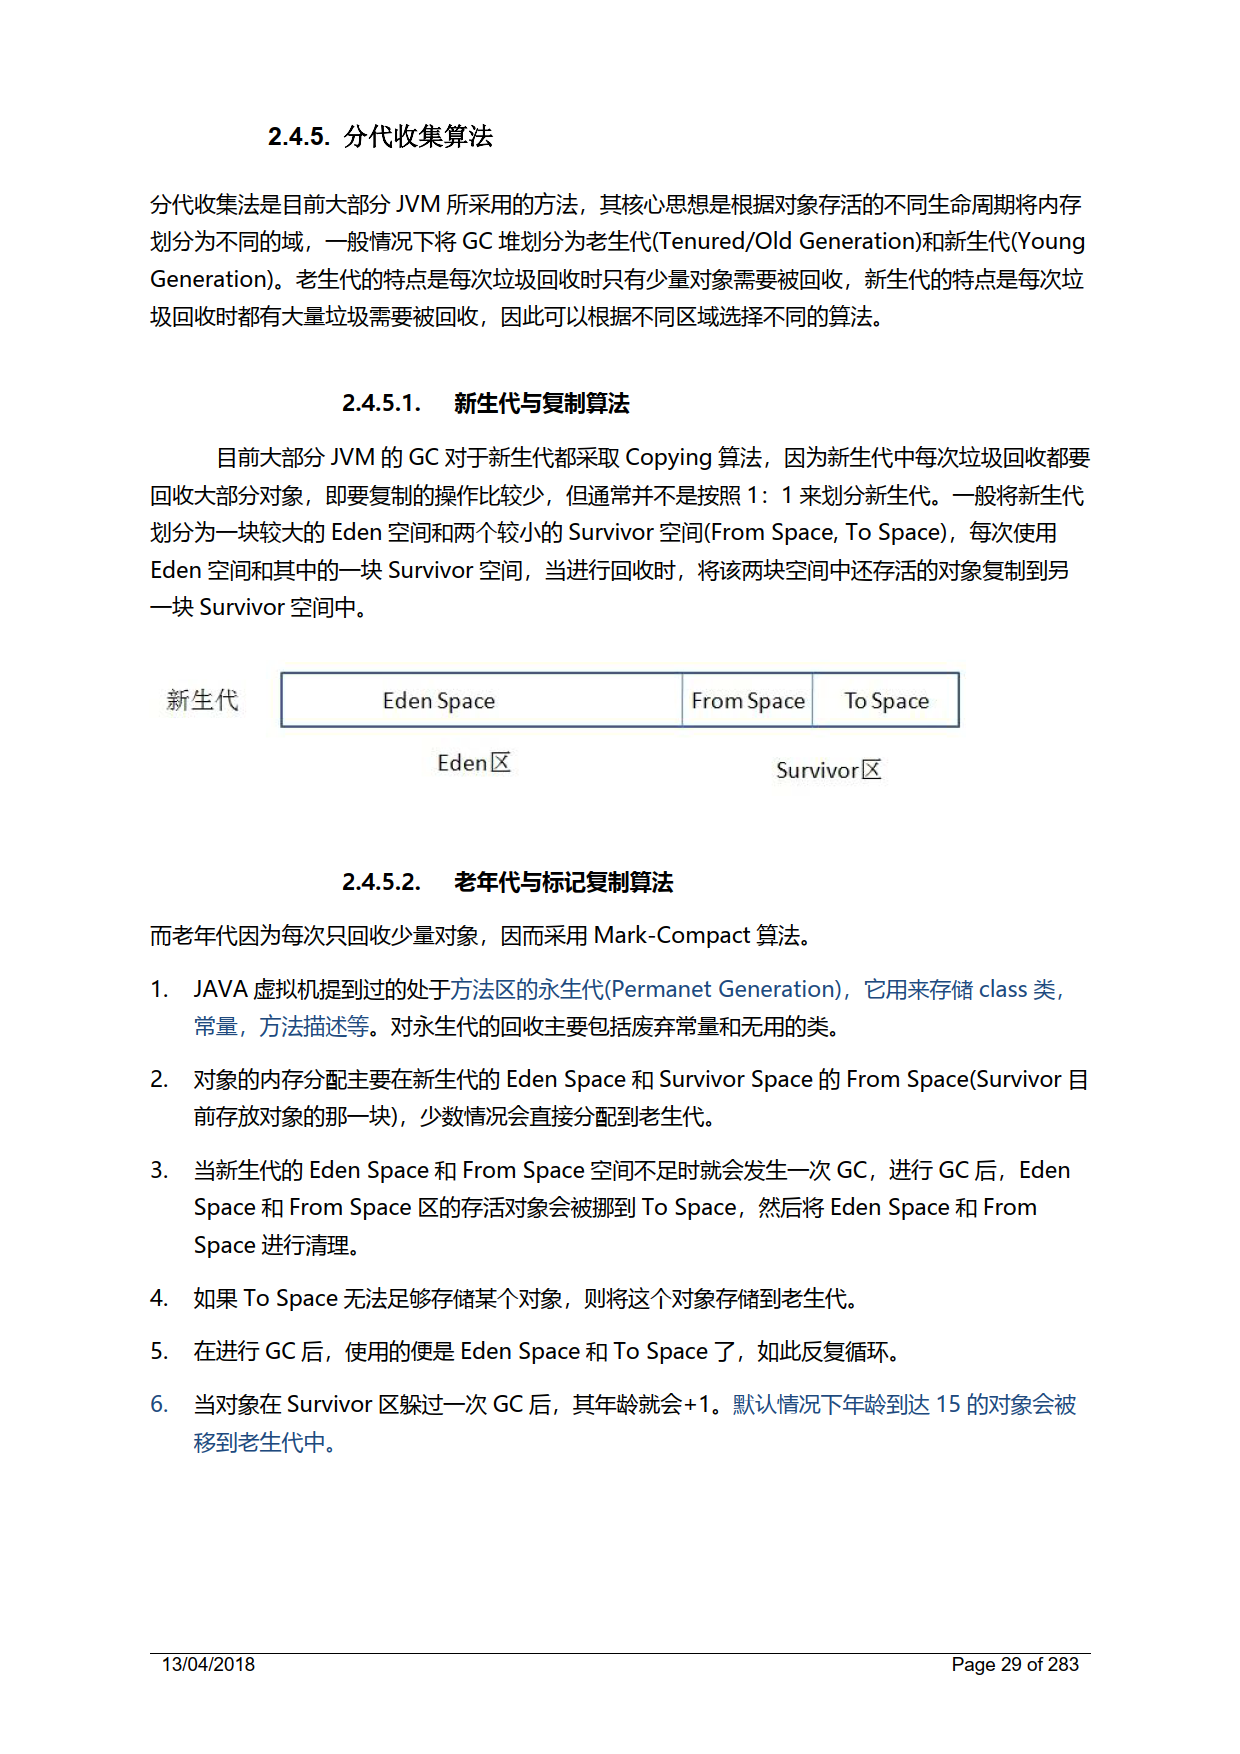 2.4.5. 分代收集算法
分代收集法是目前大部分 JVM 所采用的方法，其核心思想是根据对象存活的不同生命周期将内存
划分为不同的域，一般情况下将 GC 堆划分为老生代(Tenured/Old Generation)和新生代(Young
Generation)。老生代的特点是每次垃圾回收时只有少量对象需要被回收，新生代的特点是每次垃
圾回收时都有大量垃圾需要被回收，因此可以根据不同区域选择不同的算法。
2.4.5.1. 新生代与复制算法
目前大部分 JVM 的 GC 对于新生代都采取 Copying 算法，因为新生代中每次垃圾回收都要
回收大部分对象，即要复制的操作比较少，但通常并不是按照 1：1 来划分新生代。一般将新生代
划分为一块较大的 Eden 空间和两个较小的 Survivor 空间(From Space, To Space)，每次使用
Eden 空间和其中的一块 Survivor 空间，当进行回收时，将该两块空间中还存活的对象复制到另
一块 Survivor 空间中。
新生代 Eden Space From Space To Space
Eden区
Survivor区
2.4.5.2. 老年代与标记复制算法
而老年代因为每次只回收少量对象，因而采用 Mark-Compact 算法。
1. JAVA 虚拟机提到过的处于方法区的永生代(Permanet Generation)，它用来存储 class 类，
常量，方法描述等。对永生代的回收主要包括废弃常量和无用的类。
2. 对象的内存分配主要在新生代的 Eden Space 和 Survivor Space 的 From Space(Survivor 目
前存放对象的那一块)，少数情况会直接分配到老生代。
3. 当新生代的 Eden Space 和 From Space 空间不足时就会发生一次 GC，进行 GC 后，Eden
Space 和 From Space 区的存活对象会被挪到 To Space，然后将 Eden Space 和 From
Space 进行清理。
4. 如果 To Space 无法足够存储某个对象，则将这个对象存储到老生代。
5. 在进行 GC 后，使用的便是 Eden Space 和 To Space 了，如此反复循环。
6. 当对象在 Survivor 区躲过一次 GC 后，其年龄就会+1。默认情况下年龄到达 15 的对象会被
移到老生代中。
13/04/2018 Page 29 of 283